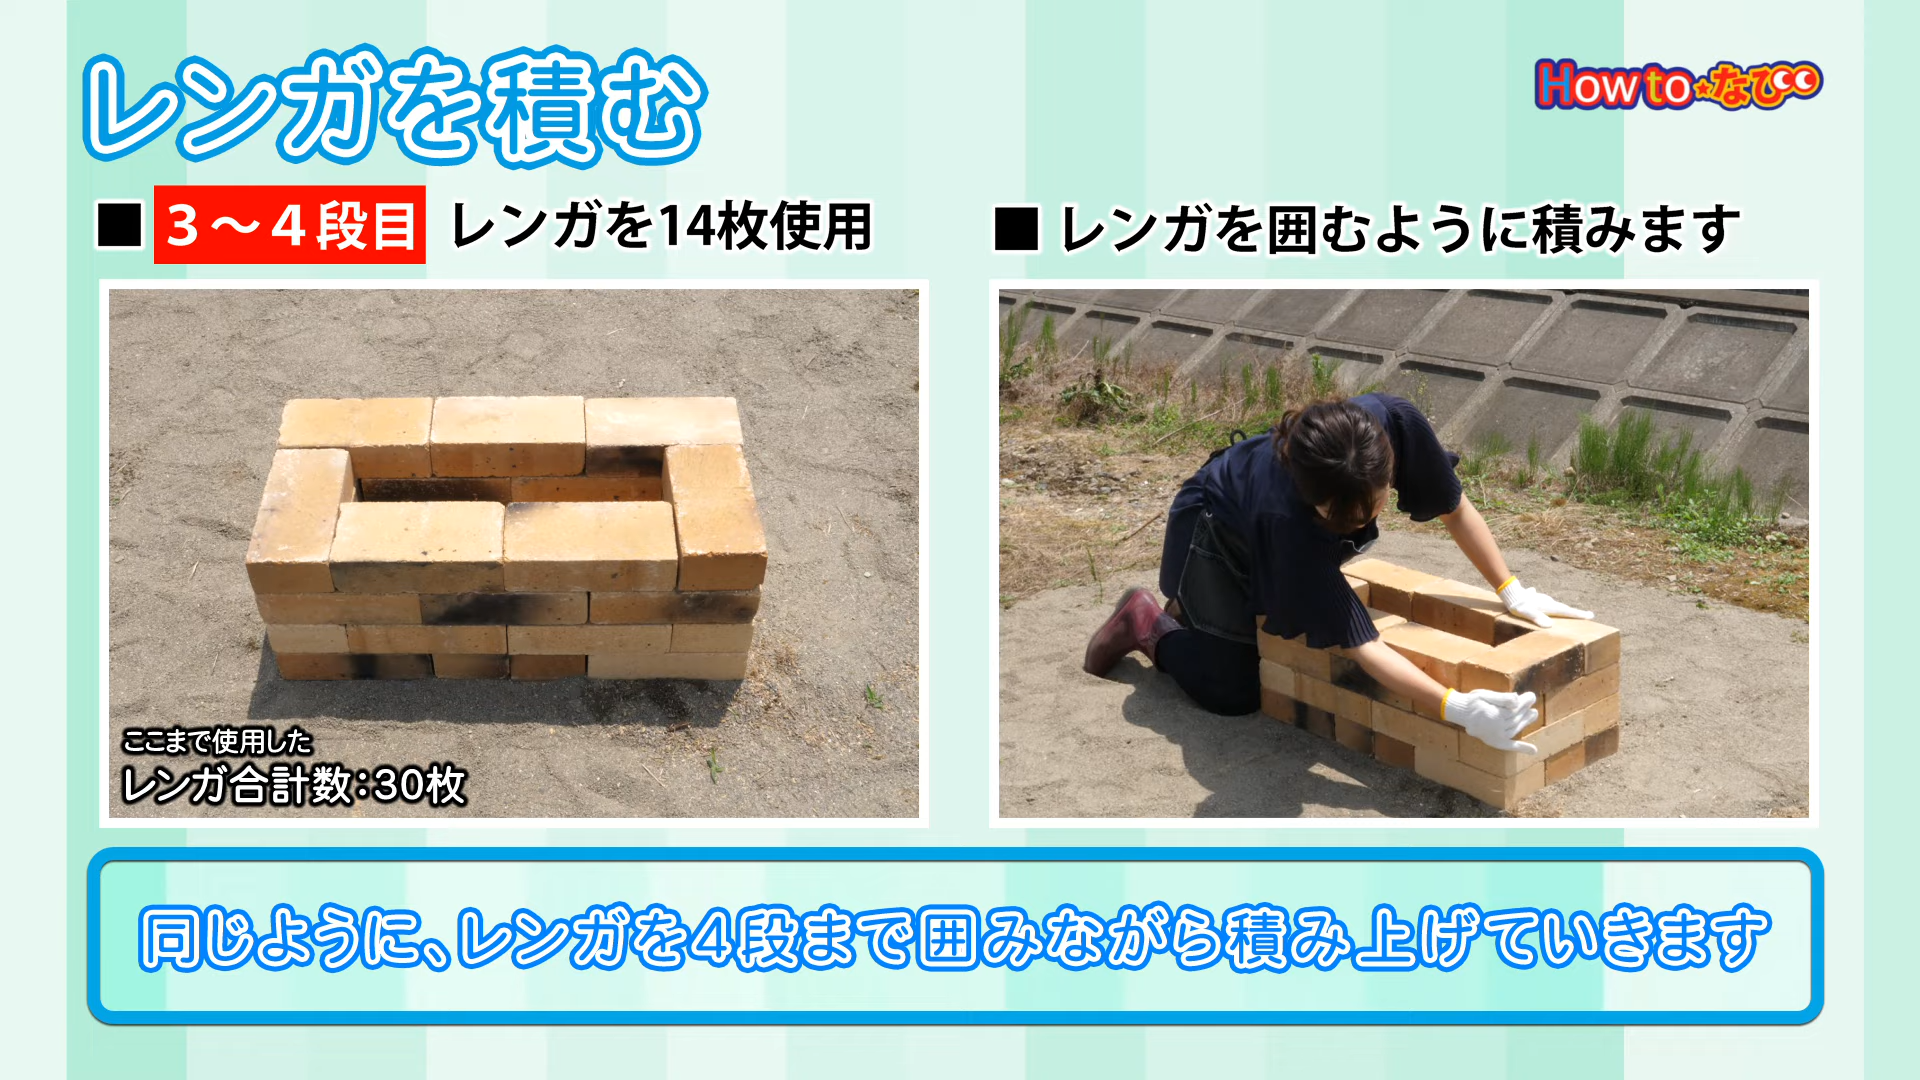 レンガを積む
How to★なび
■ 3～4段目 レンガを14枚使用
■ レンガを囲むように積みます
ここまで使用した
レンガ合計数：30枚
同じように、レンガを4段まで囲みながら積み上げていきます